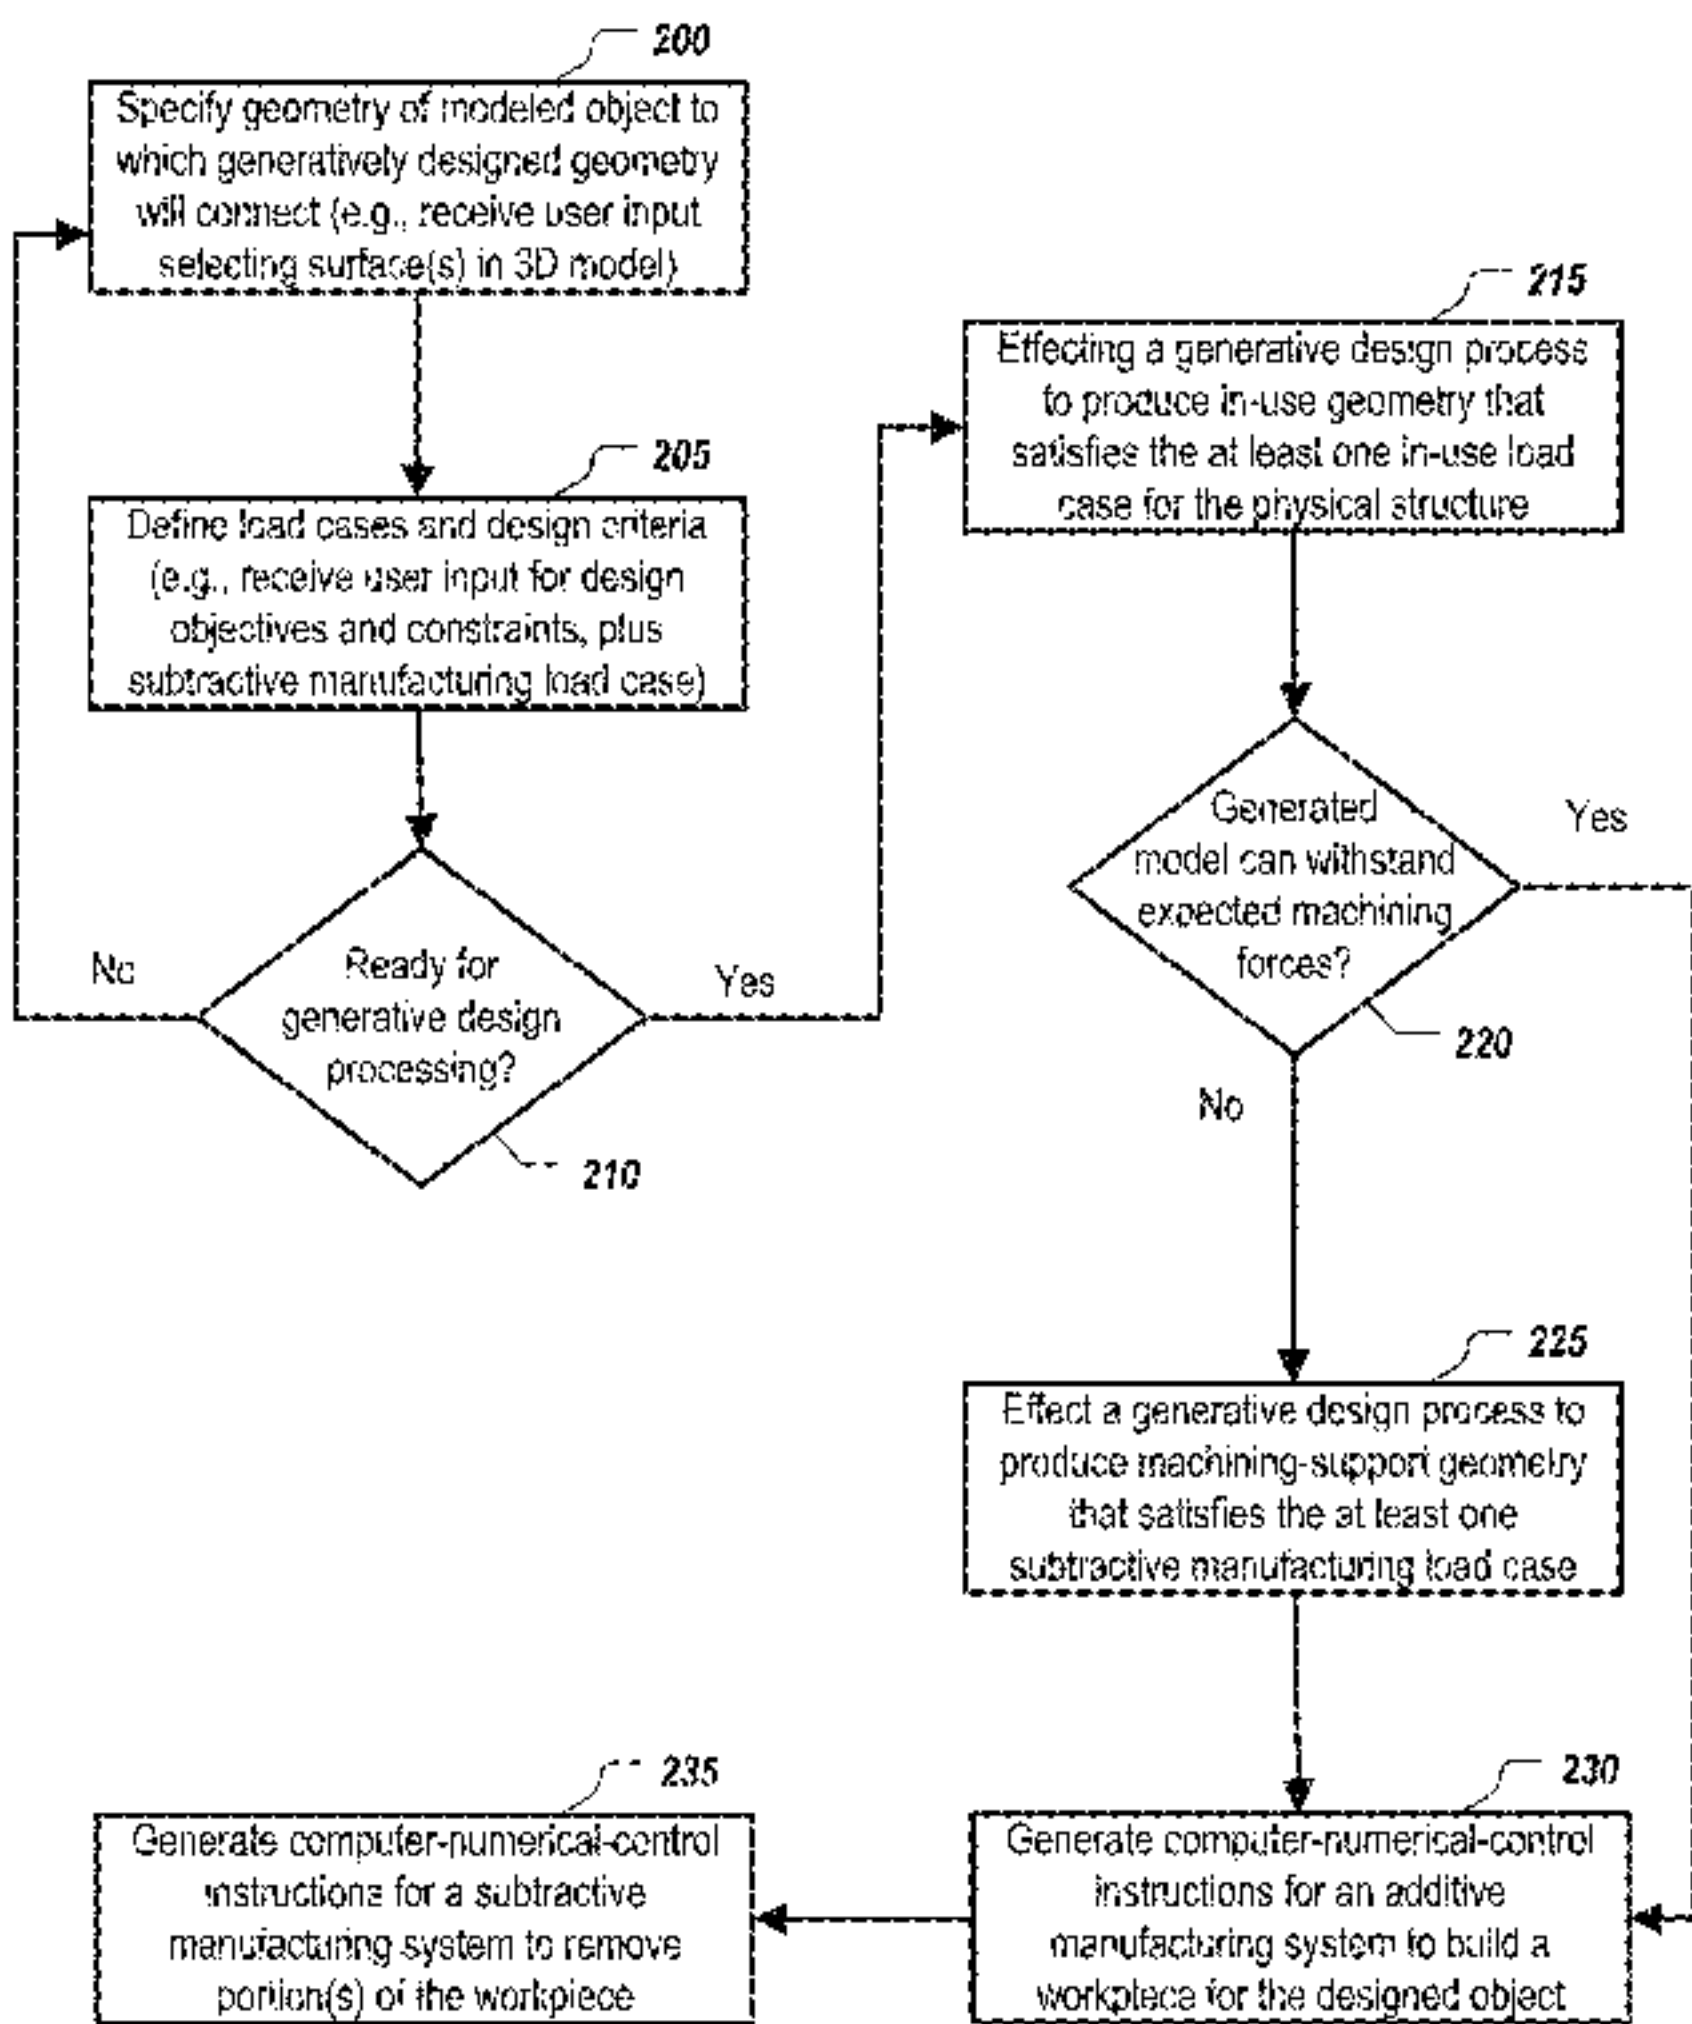 200
Specify geometry of modeled object to
which generatively designed geometry
will connect (e.g., receive user input
selecting surface(s) in 3D model)
205
Define load cases and design criteria
(e.g., receive user input for design
objectives and constraints, plus
subtractive manufacturing load case)
No
Ready for
generative design
processing?
Yes
210
215
Effecting a generative design process
to produce in-use geometry that
satisfies the at least one in-use load
case for the physical structure
Generated
model can withstand
expected machining
forces?
Yes
220
No
225
Effect a generative design process to
produce machining-support geometry
that satisfies the at least one
subtractive manufacturing load case
230
Generate computer-numerical-control
instructions for an additive
manufacturing system to build a
workpiece for the designed object
235
Generate computer-numerical-control
instructions for a subtractive
manufacturing system to remove
portion(s) of the workpiece